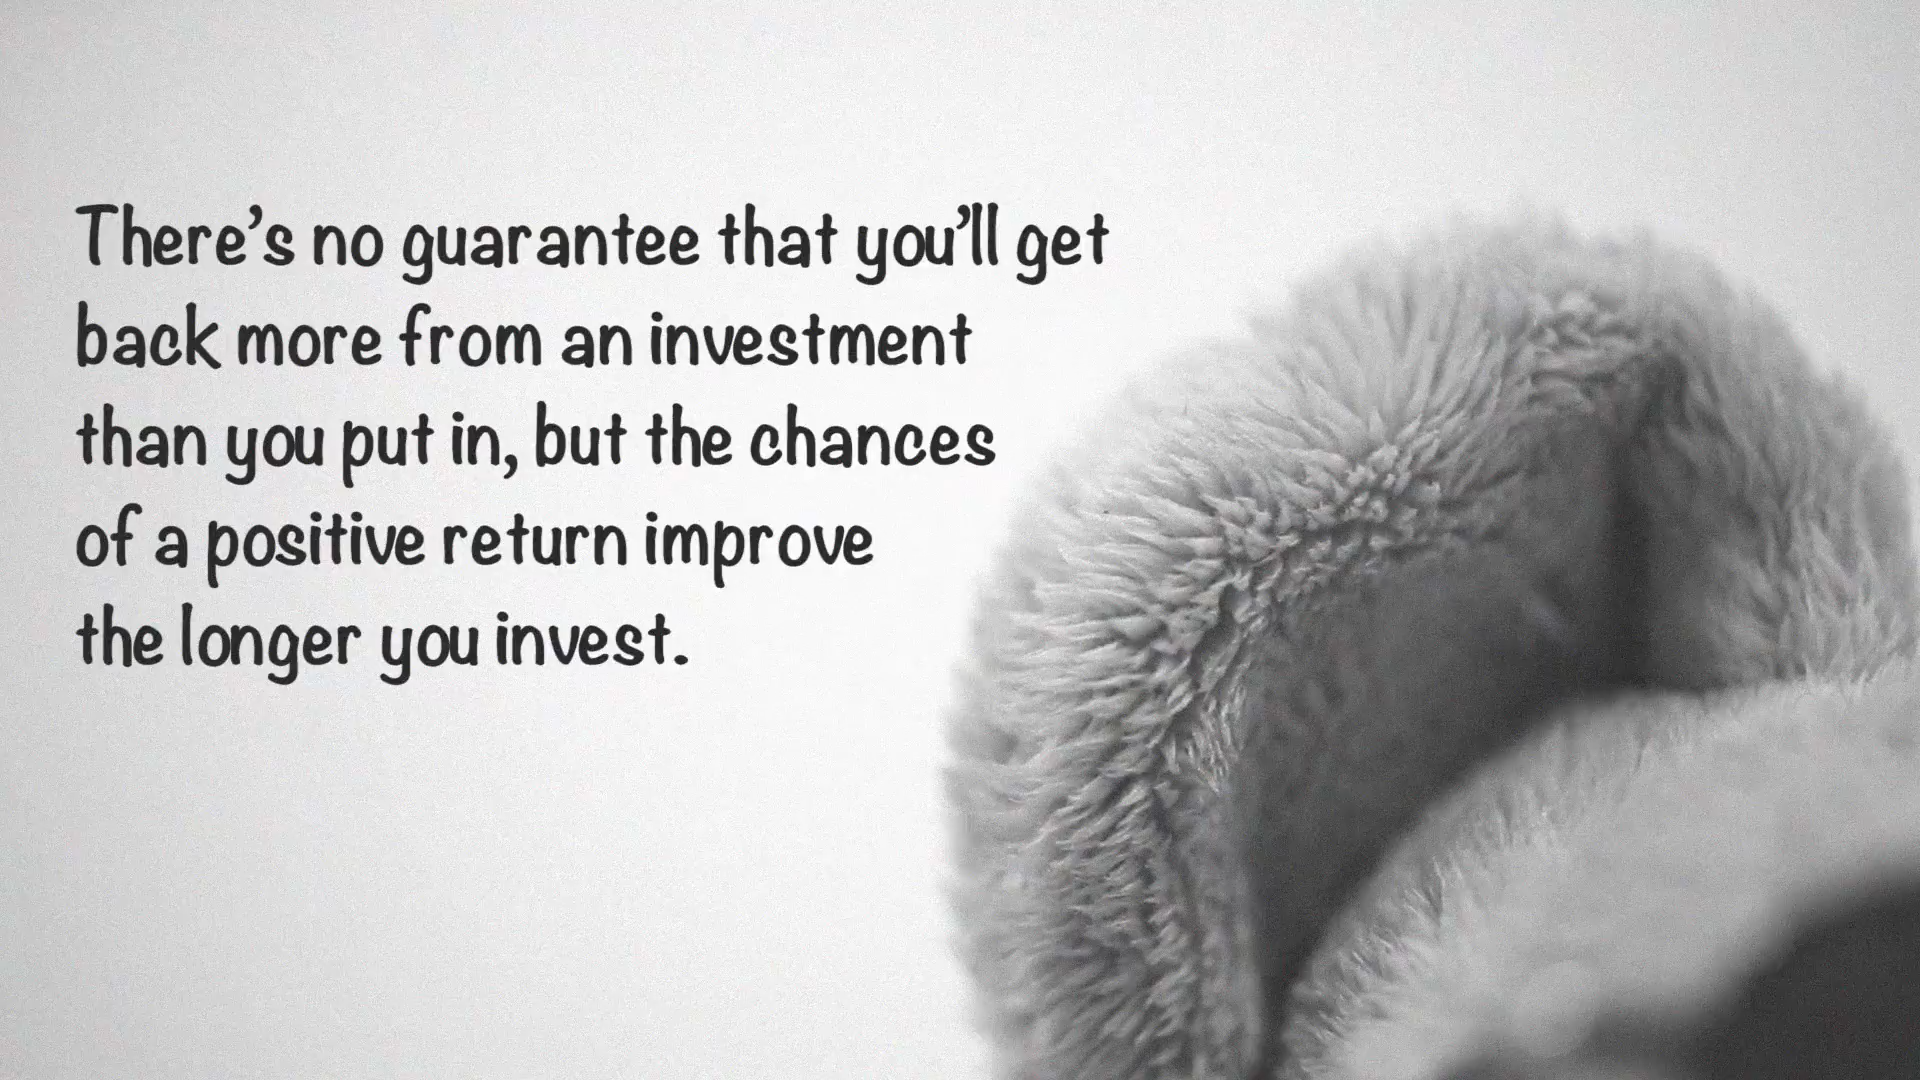 There’s no guarantee that you’ll get
back more from an investment
than you put in, but the chances
of a positive return improve
the longer you invest.